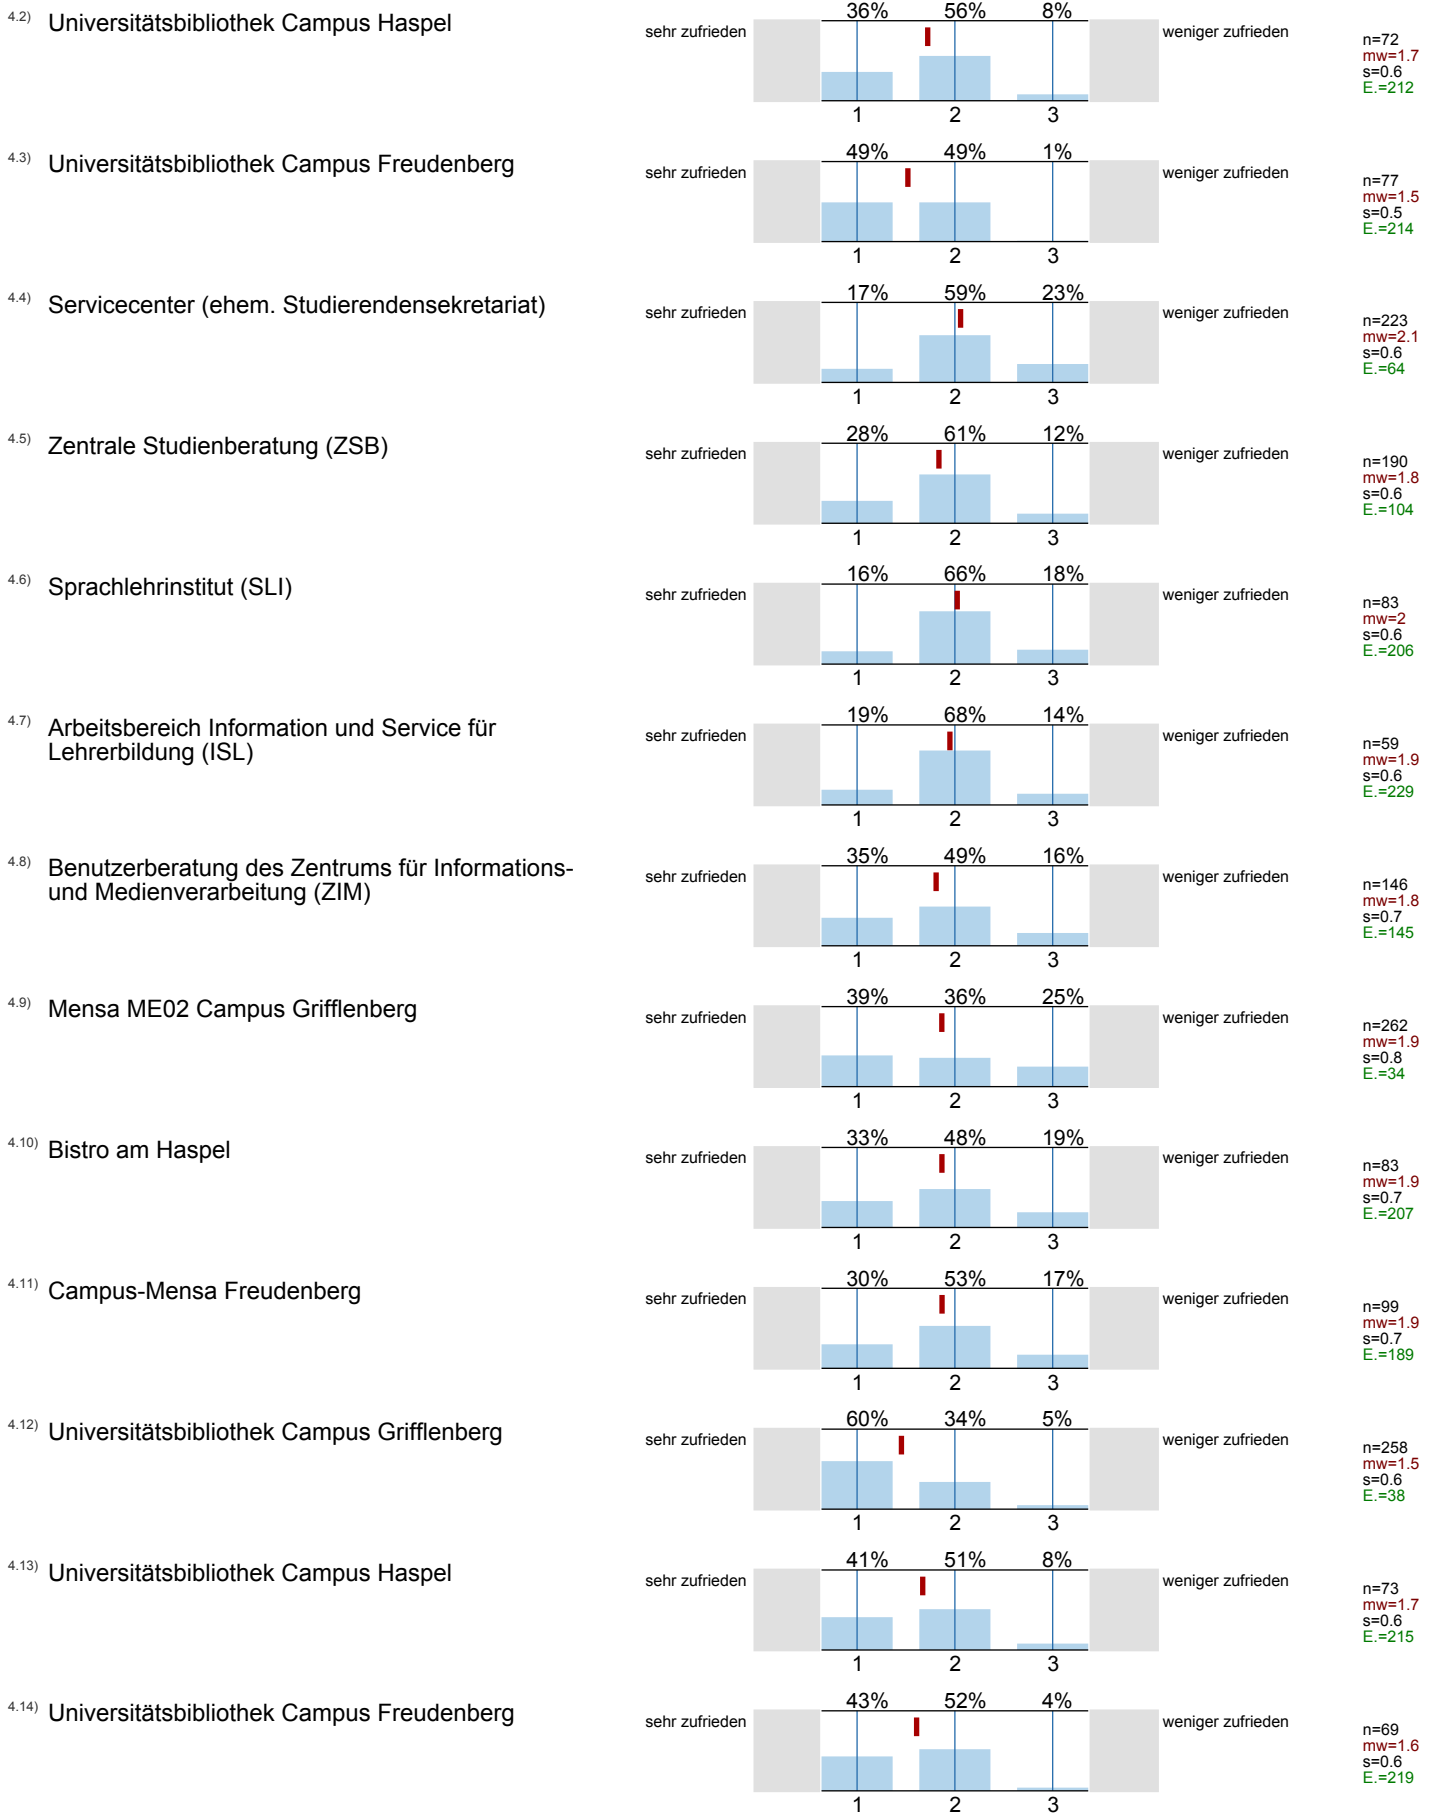 4.2) Universitätsbibliothek Campus Haspel
sehr zufrieden
36% 56% 8%
weniger zufrieden
1 2 3
n=72
mw=1.7
s=0.6
E.=212
4.3) Universitätsbibliothek Campus Freudenberg
sehr zufrieden
49% 49% 1%
weniger zufrieden
1 2 3
n=77
mw=1.5
s=0.5
E.=214
4.4) Servicecenter (ehem. Studierendensekretariat)
sehr zufrieden
17% 59% 23%
weniger zufrieden
1 2 3
n=223
mw=2.1
s=0.6
E.=64
4.5) Zentrale Studienberatung (ZSB)
sehr zufrieden
28% 61% 12%
weniger zufrieden
1 2 3
n=190
mw=1.8
s=0.6
E.=104
4.6) Sprachlehrinstitut (SLI)
sehr zufrieden
16% 66% 18%
weniger zufrieden
1 2 3
n=83
mw=2
s=0.6
E.=206
4.7) Arbeitsbereich Information und Service für
Lehrerbildung (ISL)
sehr zufrieden
19% 68% 14%
weniger zufrieden
1 2 3
n=59
mw=1.9
s=0.6
E.=229
4.8) Benutzerberatung des Zentrums für Informations-
und Medienverarbeitung (ZIM)
sehr zufrieden
35% 49% 16%
weniger zufrieden
1 2 3
n=146
mw=1.8
s=0.7
E.=145
4.9) Mensa ME02 Campus Grifflenberg
sehr zufrieden
39% 36% 25%
weniger zufrieden
1 2 3
n=262
mw=1.9
s=0.8
E.=34
4.10) Bistro am Haspel
sehr zufrieden
33% 48% 19%
weniger zufrieden
1 2 3
n=83
mw=1.9
s=0.7
E.=207
4.11) Campus-Mensa Freudenberg
sehr zufrieden
30% 53% 17%
weniger zufrieden
1 2 3
n=99
mw=1.9
s=0.7
E.=189
4.12) Universitätsbibliothek Campus Grifflenberg
sehr zufrieden
60% 34% 5%
weniger zufrieden
1 2 3
n=258
mw=1.5
s=0.6
E.=38
4.13) Universitätsbibliothek Campus Haspel
sehr zufrieden
41% 51% 8%
weniger zufrieden
1 2 3
n=73
mw=1.7
s=0.6
E.=215
4.14) Universitätsbibliothek Campus Freudenberg
sehr zufrieden
43% 52% 4%
weniger zufrieden
1 2 3
n=69
mw=1.6
s=0.6
E.=219